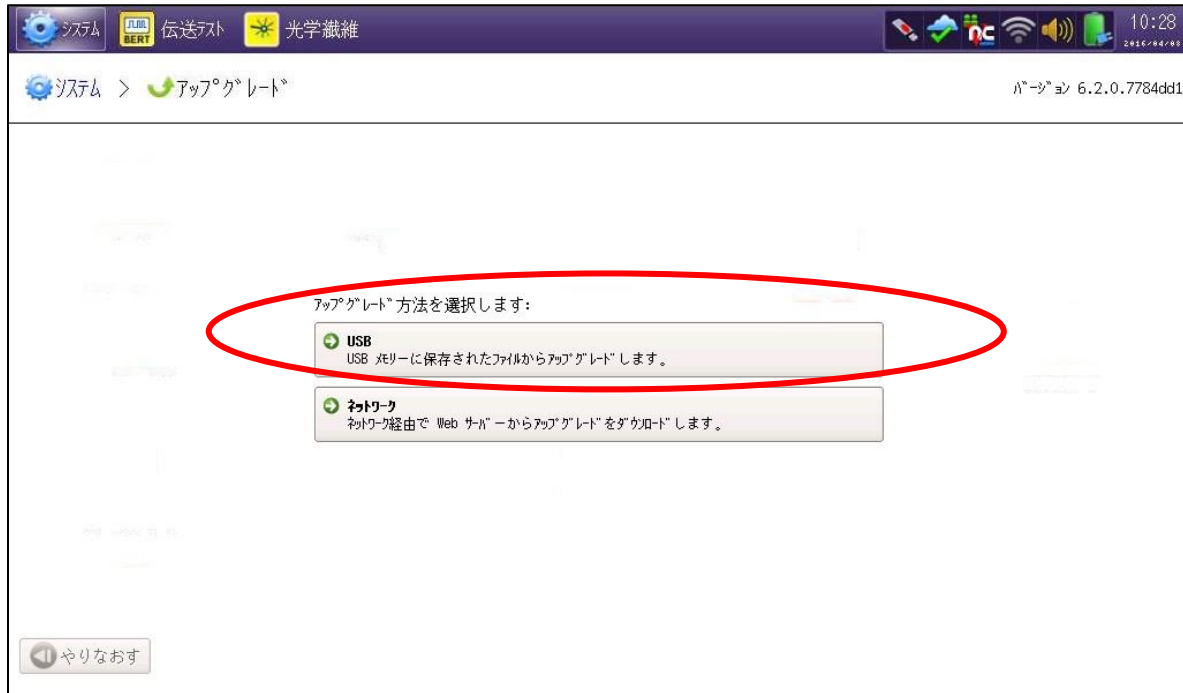 システム BERT 伝送テスト 光学繊維 nc 10:28
2016/04/08
システム > アップグレード バージョン 6.2.0.7784dd1
アップグレード方法を選択します:
USB
USB メモリーに保存されたファイルからアップグレードします。
ネットワーク
ネットワーク経由で Web サーバーからアップグレードをダウンロードします。
やりなおす